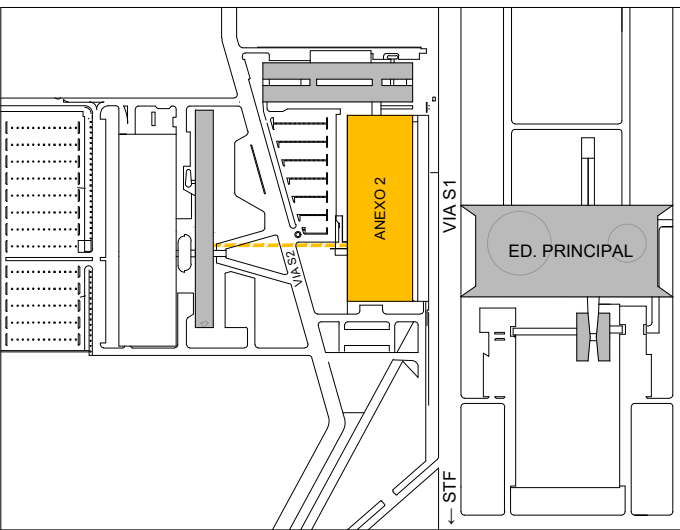 ANEXO 2
VIA S1
ED. PRINCIPAL
VIA S2
← STF